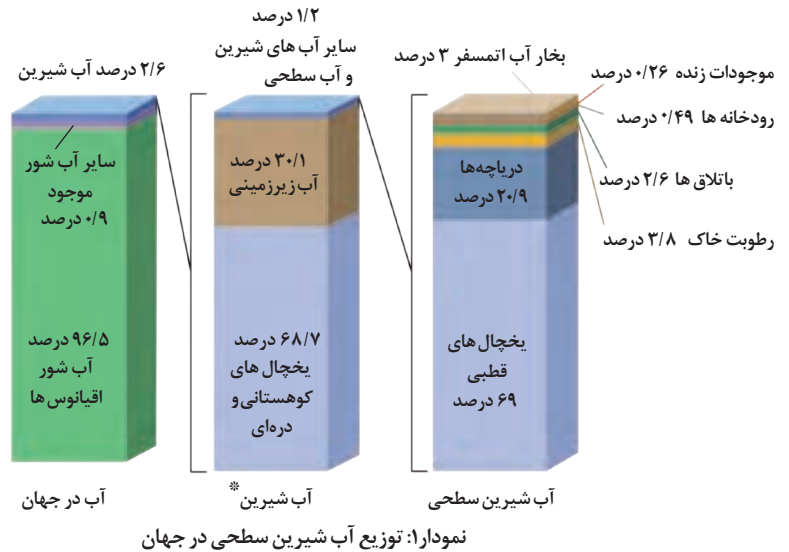 ۲/۶ درصد آب شیرین
سایر آب شور
موجود
۰/۹ درصد
۹۶/۵ درصد
آب شور
اقیانوس ها
آب در جهان
۱/۲ درصد
سایر آب های شیرین
و آب سطحی
۳۰/۱ درصد
آب زیرزمینی
۶۸/۷ درصد
یخچال های
کوهستانی و
دره‌ای
آب شیرین*
بخار آب اتمسفر ۳ درصد
موجودات زنده ۰/۲۶ درصد
رودخانه ها ۰/۴۹ درصد
باتلاق ها ۲/۶ درصد
رطوبت خاک ۳/۸ درصد
دریاچه‌ها
۲۰/۹ درصد
یخچال های
قطبی
۶۹ درصد
آب شیرین سطحی
نمودار۱: توزیع آب شیرین سطحی در جهان